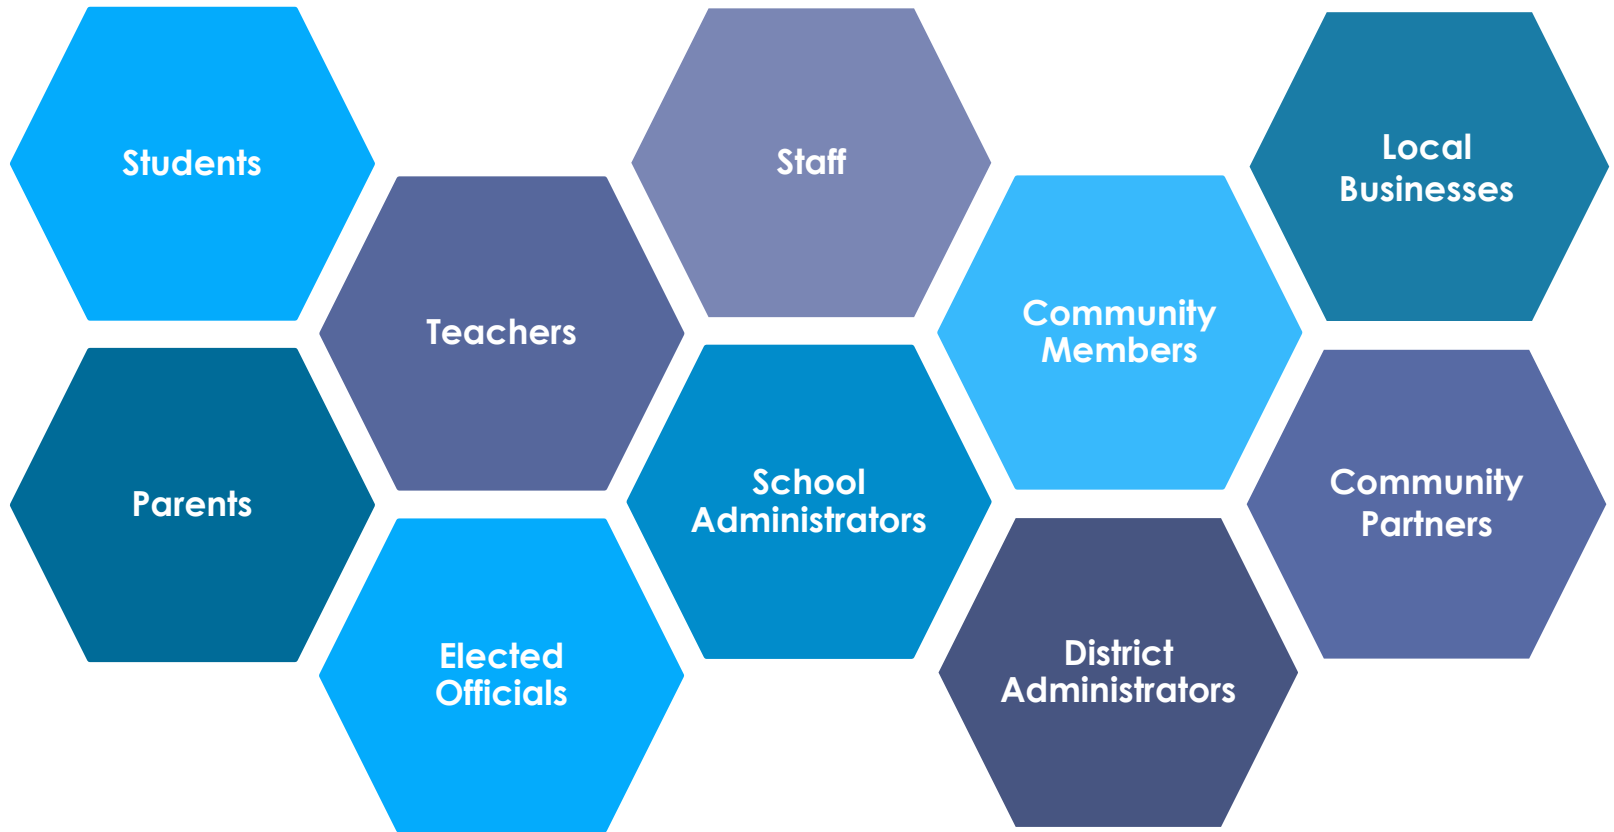 Students
Staff
Local
Businesses
Teachers
Community
Members
Parents
School
Administrators
Community
Partners
Elected
Officials
District
Administrators